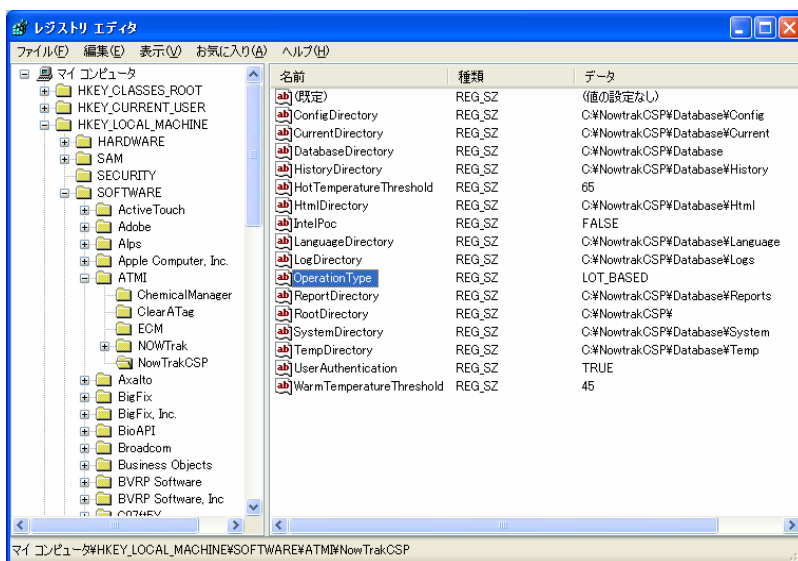 レジストリ エディタ
ファイル(F) 編集(E) 表示(V) お気に入り(A) ヘルプ(H)
マイ コンピュータ
HKEY_CLASSES_ROOT
HKEY_CURRENT_USER
HKEY_LOCAL_MACHINE
HARDWARE
SAM
SECURITY
SOFTWARE
ActiveTouch
Adobe
Alps
Apple Computer, Inc.
ATMI
ChemicalManager
ClearATag
ECM
NOWTrak
NowTrakCSP
Axalto
BigFix
BigFix, Inc.
BioAPI
Broadcom
Business Objects
BVRP Software
BVRP Software, Inc
名前 種類 データ
(既定) REG_SZ (値の設定なし)
ConfigDirectory REG_SZ C:¥NowtrakCSP¥Database¥Config
CurrentDirectory REG_SZ C:¥NowtrakCSP¥Database¥Current
DatabaseDirectory REG_SZ C:¥NowtrakCSP¥Database
HistoryDirectory REG_SZ C:¥NowtrakCSP¥Database¥History
HotTemperatureThreshold REG_SZ 65
HtmlDirectory REG_SZ C:¥NowtrakCSP¥Database¥Html
IntelPoc REG_SZ FALSE
LanguageDirectory REG_SZ C:¥NowtrakCSP¥Database¥Language
LogDirectory REG_SZ C:¥NowtrakCSP¥Database¥Logs
OperationType REG_SZ LOT_BASED
ReportDirectory REG_SZ C:¥NowtrakCSP¥Database¥Reports
RootDirectory REG_SZ C:¥NowtrakCSP¥
SystemDirectory REG_SZ C:¥NowtrakCSP¥Database¥System
TempDirectory REG_SZ C:¥NowtrakCSP¥Database¥Temp
UserAuthentication REG_SZ TRUE
WarmTemperatureThreshold REG_SZ 45
マイ コンピュータ¥HKEY_LOCAL_MACHINE¥SOFTWARE¥ATMI¥NowTrakCSP